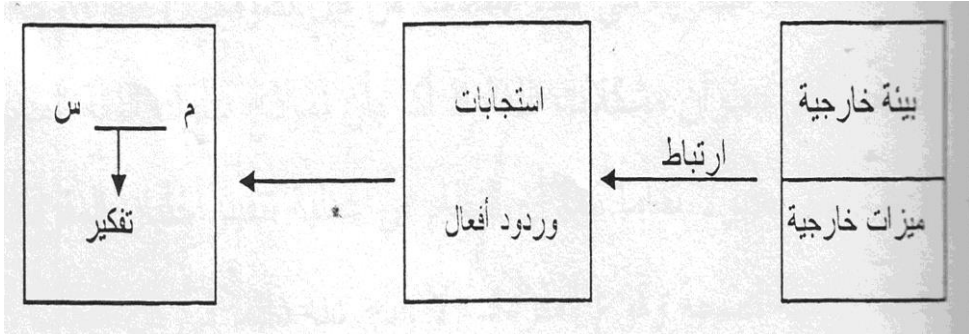 بيئة خارجية
ميزات خارجية
ارتباط
استجابات
وردود أفعال
م س
تفكير